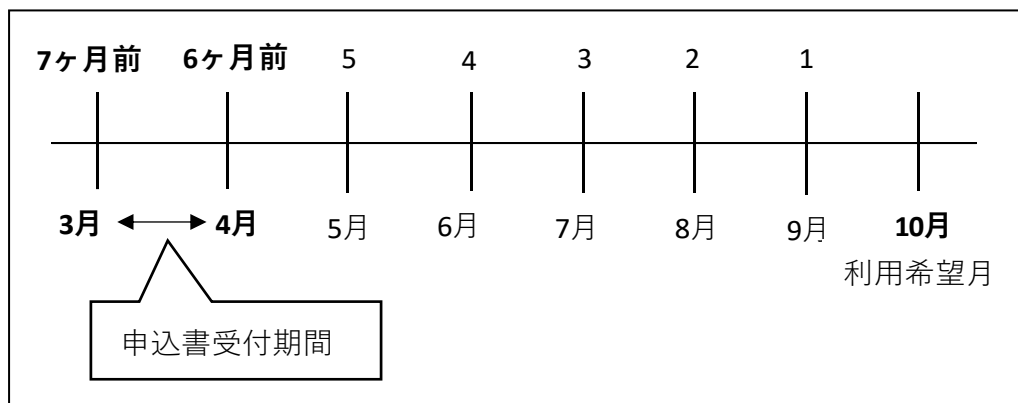 7ヶ月前 6ヶ月前 5 4 3 2 1
3月 4月 5月 6月 7月 8月 9月 10月
利用希望月
申込書受付期間